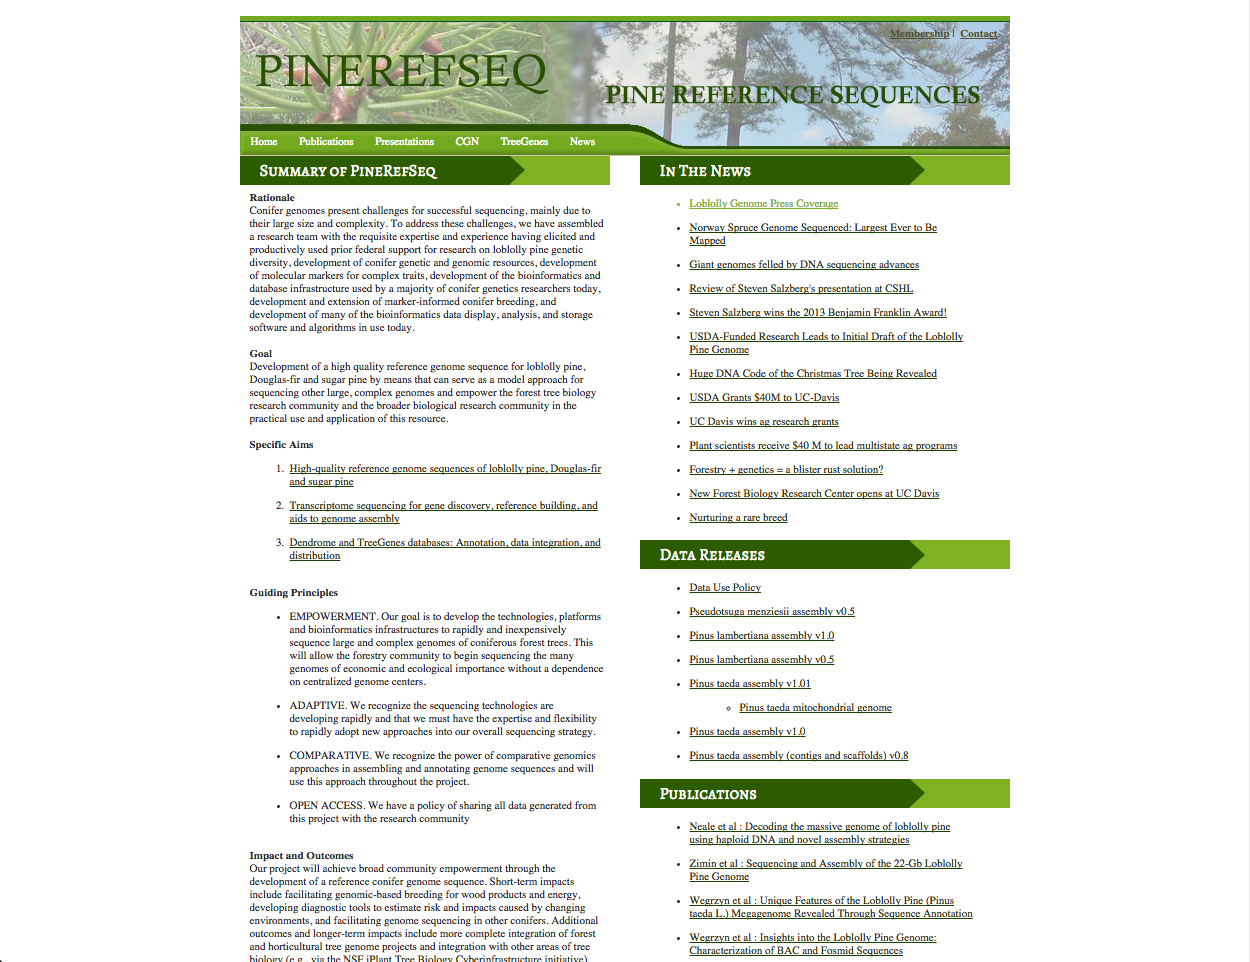 Membership | Contact
PINEREFSEQ
PINE REFERENCE SEQUENCES
Home Publications Presentations CGN TreeGenes News
Summary of PineRefSeq
Rationale
Conifer genomes present challenges for successful sequencing, mainly due to
their large size and complexity. To address these challenges, we have assembled
a research team with the requisite expertise and experience having elicited and
productively used prior federal support for research on loblolly pine genetic
diversity, development of conifer genetic and genomic resources, development
of molecular markers for complex traits, development of the bioinformatics and
database infrastructure used by a majority of conifer genetics researchers today,
development and extension of marker-informed conifer breeding, and
development of many of the bioinformatics data display, analysis, and storage
software and algorithms in use today.
Goal
Development of a high quality reference genome sequence for loblolly pine,
Douglas-fir and sugar pine by means that can serve as a model approach for
sequencing other large, complex genomes and empower the forest tree biology
research community and the broader biological research community in the
practical use and application of this resource.
Specific Aims
1. High-quality reference genome sequences of loblolly pine, Douglas-fir
and sugar pine
2. Transcriptome sequencing for gene discovery, reference building, and
aids to genome assembly
3. Dendrome and TreeGenes databases: Annotation, data integration, and
distribution
Guiding Principles
• EMPOWERMENT. Our goal is to develop the technologies, platforms
and bioinformatics infrastructures to rapidly and inexpensively
sequence large and complex genomes of coniferous forest trees. This
will allow the forestry community to begin sequencing the many
genomes of economic and ecological importance without a dependence
on centralized genome centers.
• ADAPTIVE. We recognize the sequencing technologies are
developing rapidly and that we must have the expertise and flexibility
to rapidly adopt new approaches into our overall sequencing strategy.
• COMPARATIVE. We recognize the power of comparative genomics
approaches in assembling and annotating genome sequences and will
use this approach throughout the project.
• OPEN ACCESS. We have a policy of sharing all data generated from
this project with the research community
Impact and Outcomes
Our project will achieve broad community empowerment through the
development of a reference conifer genome sequence. Short-term impacts
include facilitating genomic-based breeding for wood products and energy,
developing diagnostic tools to estimate risk and impacts caused by changing
environments, and facilitating genome sequencing in other conifers. Additional
outcomes and longer-term impacts include more complete integration of forest
and horticultural tree genome projects and integration with other areas of tree
biology (e.g., via the NSF iPlant Tree Biology Cyberinfrastructure initiative).
In The News
• Loblolly Genome Press Coverage
• Norway Spruce Genome Sequenced: Largest Ever to Be
Mapped
• Giant genomes felled by DNA sequencing advances
• Review of Steven Salzberg's presentation at CSHL
• Steven Salzberg wins the 2013 Benjamin Franklin Award!
• USDA-Funded Research Leads to Initial Draft of the Loblolly
Pine Genome
• Huge DNA Code of the Christmas Tree Being Revealed
• USDA Grants $40M to UC-Davis
• UC Davis wins ag research grants
• Plant scientists receive $40 M to lead multistate ag programs
• Forestry + genetics = a blister rust solution?
• New Forest Biology Research Center opens at UC Davis
• Nurturing a rare breed
Data Releases
• Data Use Policy
• Pseudotsuga menziesii assembly v0.5
• Pinus lambertiana assembly v1.0
• Pinus lambertiana assembly v0.5
• Pinus taeda assembly v1.01
◦ Pinus taeda mitochondrial genome
• Pinus taeda assembly v1.0
• Pinus taeda assembly (contigs and scaffolds) v0.8
Publications
• Neale et al : Decoding the massive genome of loblolly pine
using haploid DNA and novel assembly strategies
• Zimin et al : Sequencing and Assembly of the 22-Gb Loblolly
Pine Genome
• Wegrzyn et al : Unique Features of the Loblolly Pine (Pinus
taeda L.) Megagenome Revealed Through Sequence Annotation
• Wegrzyn et al : Insights into the Loblolly Pine Genome:
Characterization of BAC and Fosmid Sequences